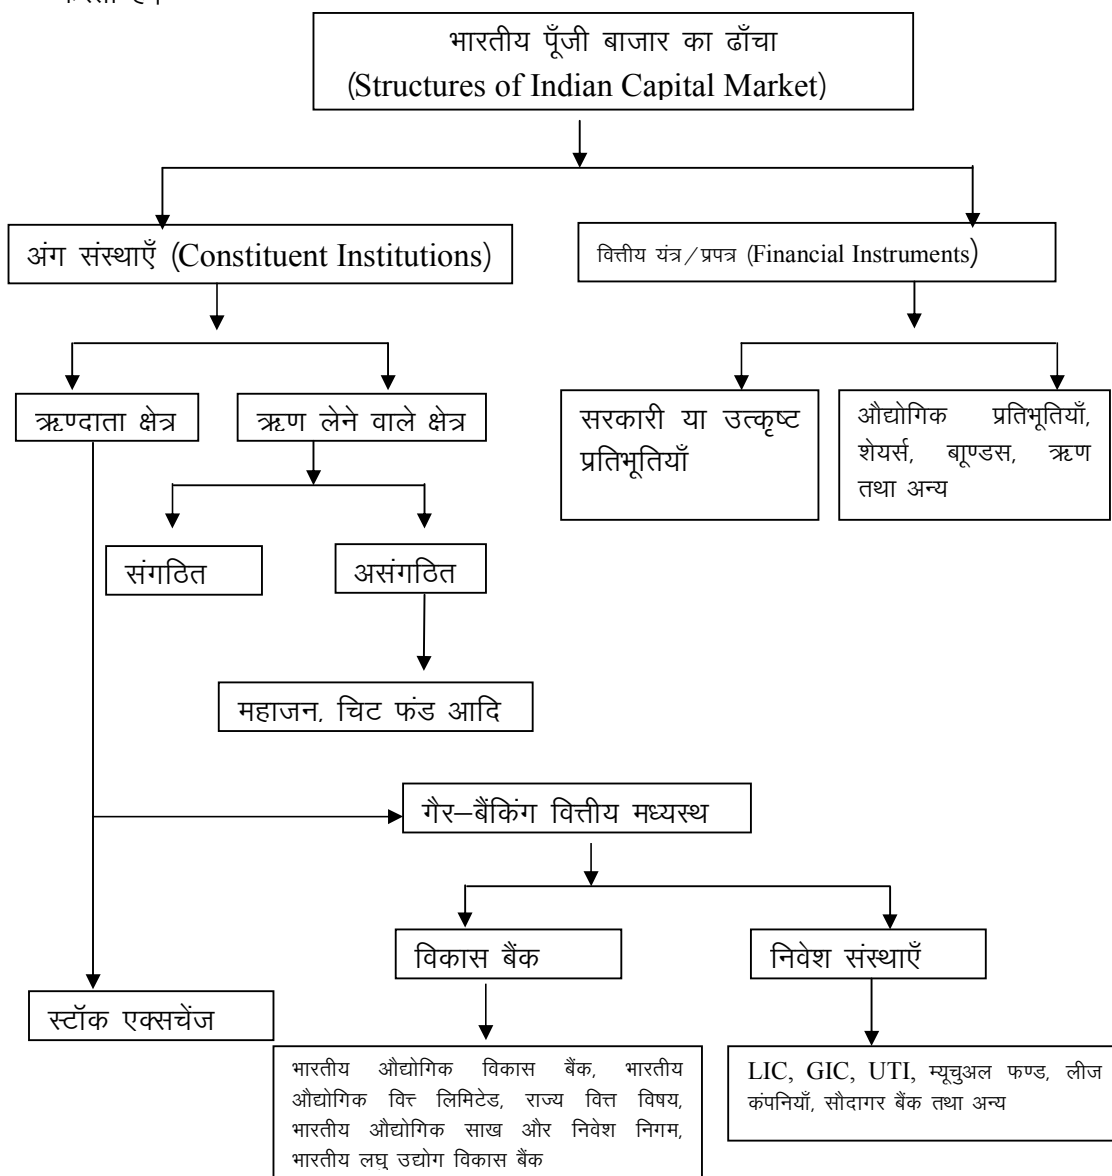 भारतीय पूँजी बाजार का ढाँचा
(Structures of Indian Capital Market)
अंग संस्थाएँ (Constituent Institutions)
वित्तीय यंत्र/प्रपत्र (Financial Instruments)
ऋण्दाता क्षेत्र
ऋण लेने वाले क्षेत्र
सरकारी या उत्कृष्ट
प्रतिभूतियाँ
औद्योगिक प्रतिभूतियाँ,
शेयर्स, बाूण्डस, ऋण
तथा अन्य
संगठित
असंगठित
महाजन, चिट फंड आदि
गैर–बैंकिंग वित्तीय मध्यस्थ
विकास बैंक
निवेश संस्थाएँ
स्टॉक एक्सचेंज
भारतीय औद्योगिक विकास बैंक, भारतीय
औद्योगिक वित्त लिमिटेड, राज्य वित्त विषय,
भारतीय औद्योगिक साख और निवेश निगम,
भारतीय लघु उद्योग विकास बैंक
LIC, GIC, UTI, म्यूचुअल फण्ड, लीज
कंपनियाँ, सौदागर बैंक तथा अन्य